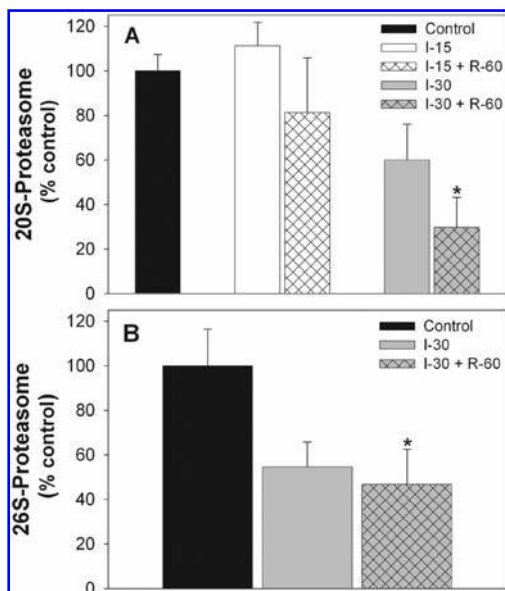 A
20S-Proteasome
(% control)
120
100
80
60
40
20
0
Control
I-15
I-15 + R-60
I-30
I-30 + R-60
*
B
26S-Proteasome
(% control)
120
100
80
60
40
20
0
Control
I-30
I-30 + R-60
*